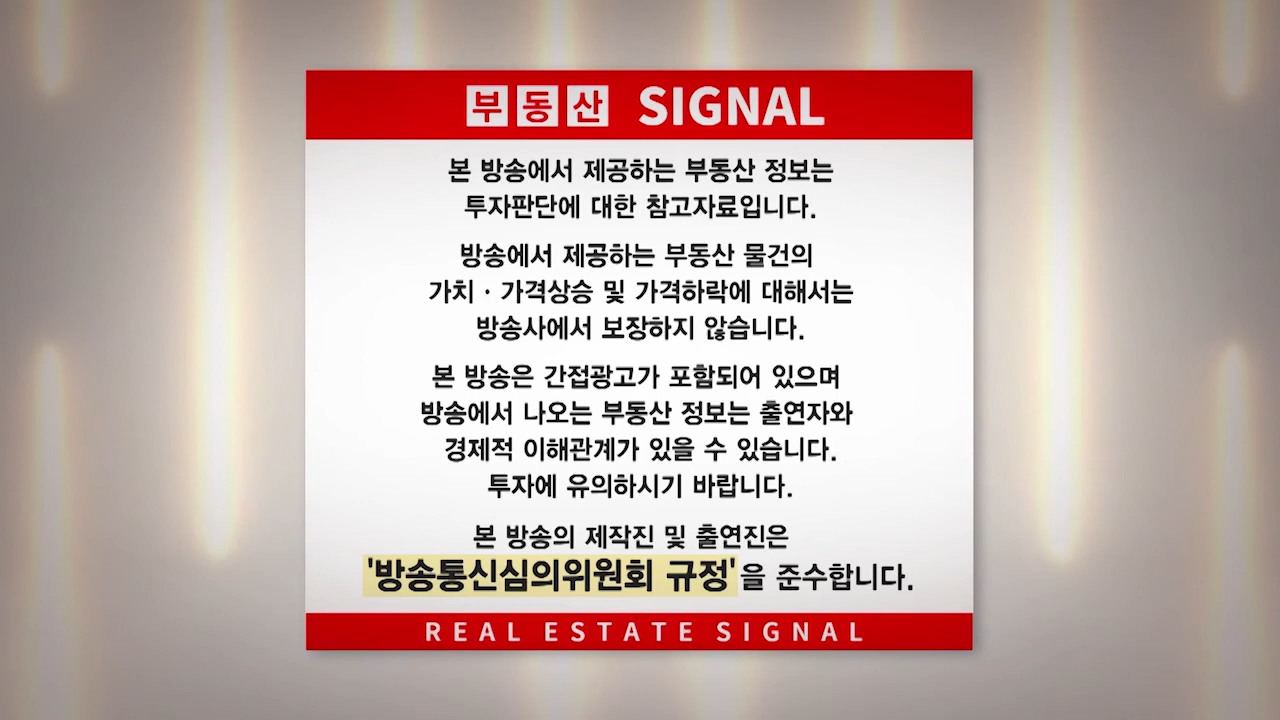 부동산 SIGNAL
본 방송에서 제공하는 부동산 정보는
투자판단에 대한 참고자료입니다.
방송에서 제공하는 부동산 물건의
가치 · 가격상승 및 가격하락에 대해서는
방송사에서 보장하지 않습니다.
본 방송은 간접광고가 포함되어 있으며
방송에서 나오는 부동산 정보는 출연자와
경제적 이해관계가 있을 수 있습니다.
투자에 유의하시기 바랍니다.
본 방송의 제작진 및 출연진은
'방송통신심의위원회 규정'을 준수합니다.
REAL ESTATE SIGNAL